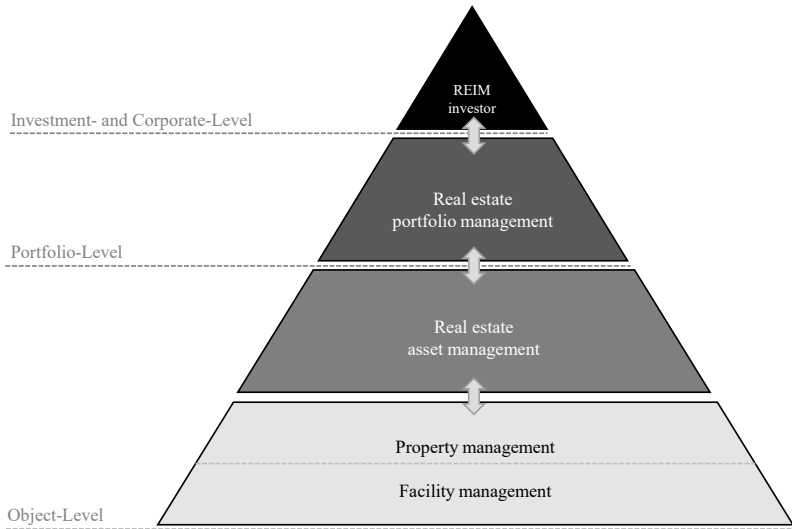 REIM
investor
Investment- and Corporate-Level
Real estate
portfolio management
Portfolio-Level
Real estate
asset management
Property management
Facility management
Object-Level